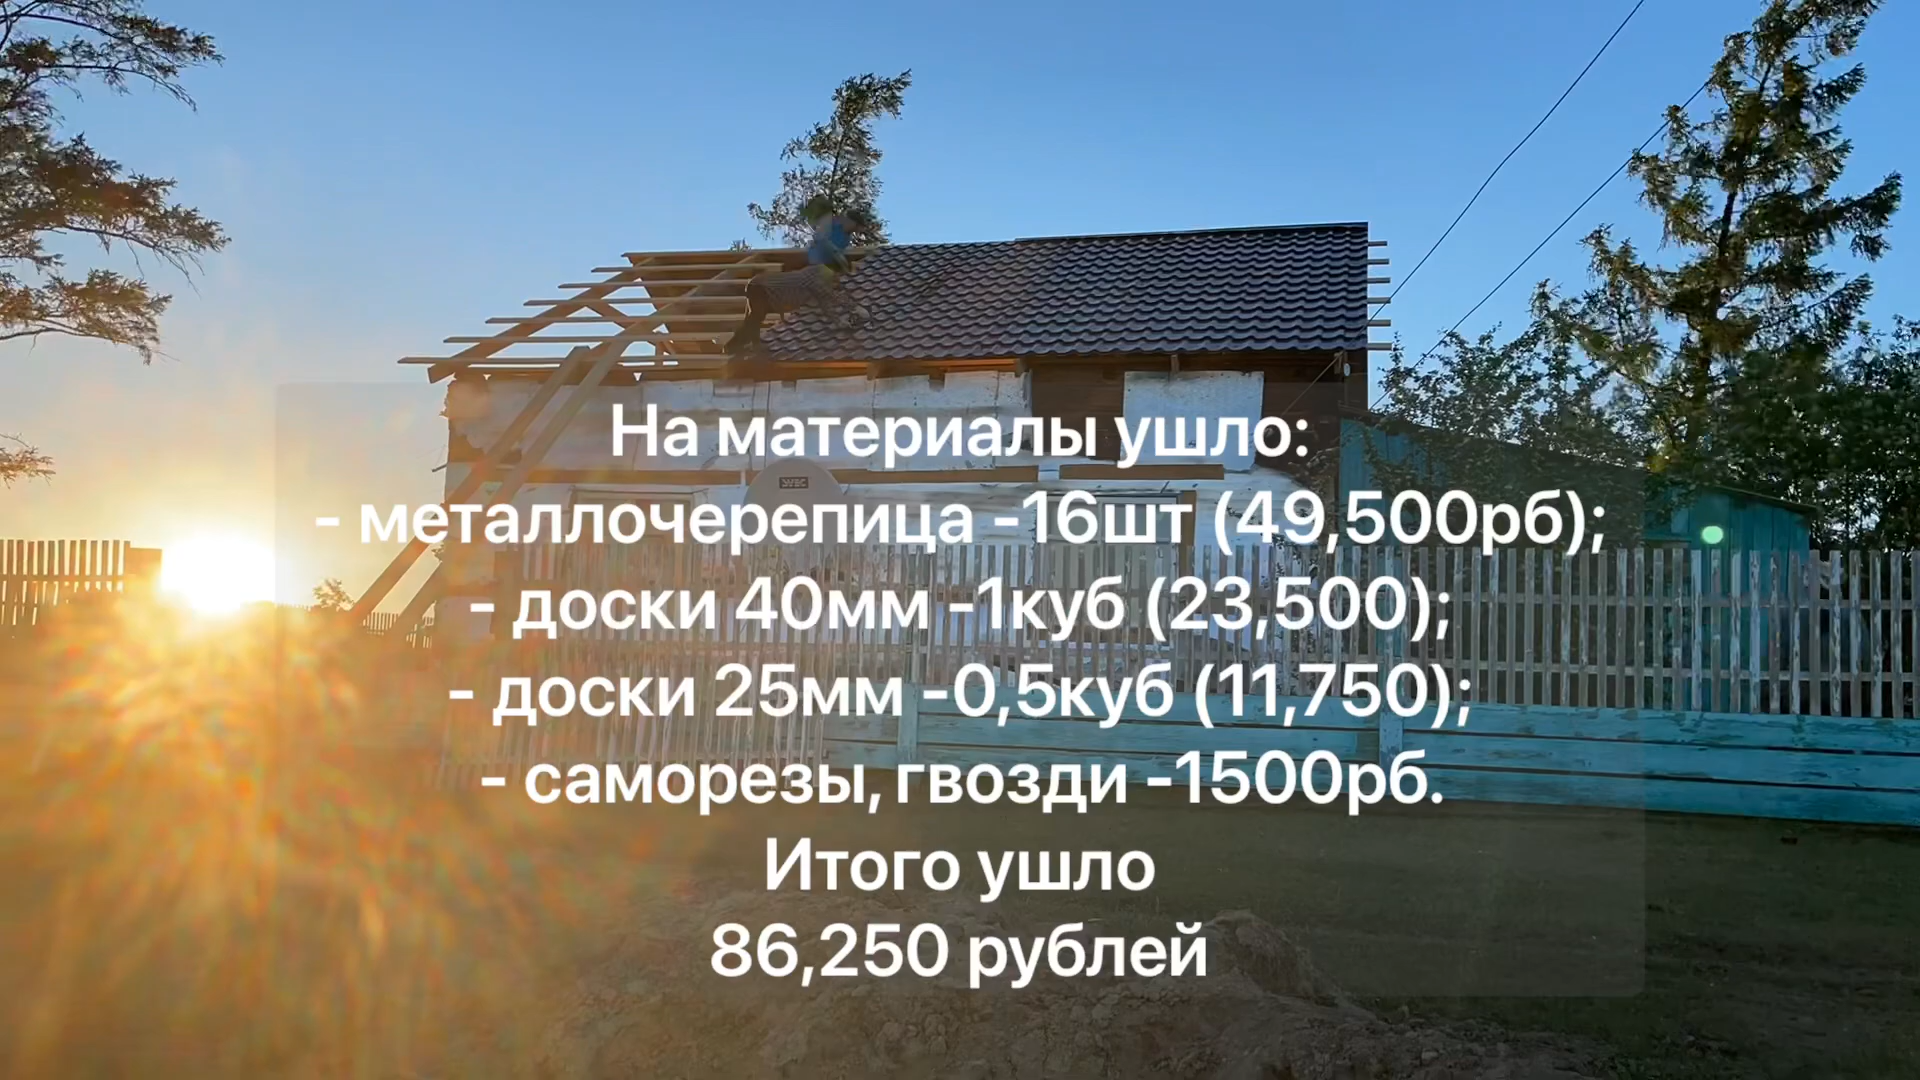 На материалы ушло:
- металлочерепица -16шт (49,500рб);
- доски 40мм -1куб (23,500);
- доски 25мм -0,5куб (11,750);
- саморезы, гвозди -1500рб.
Итого ушло
86,250 рублей